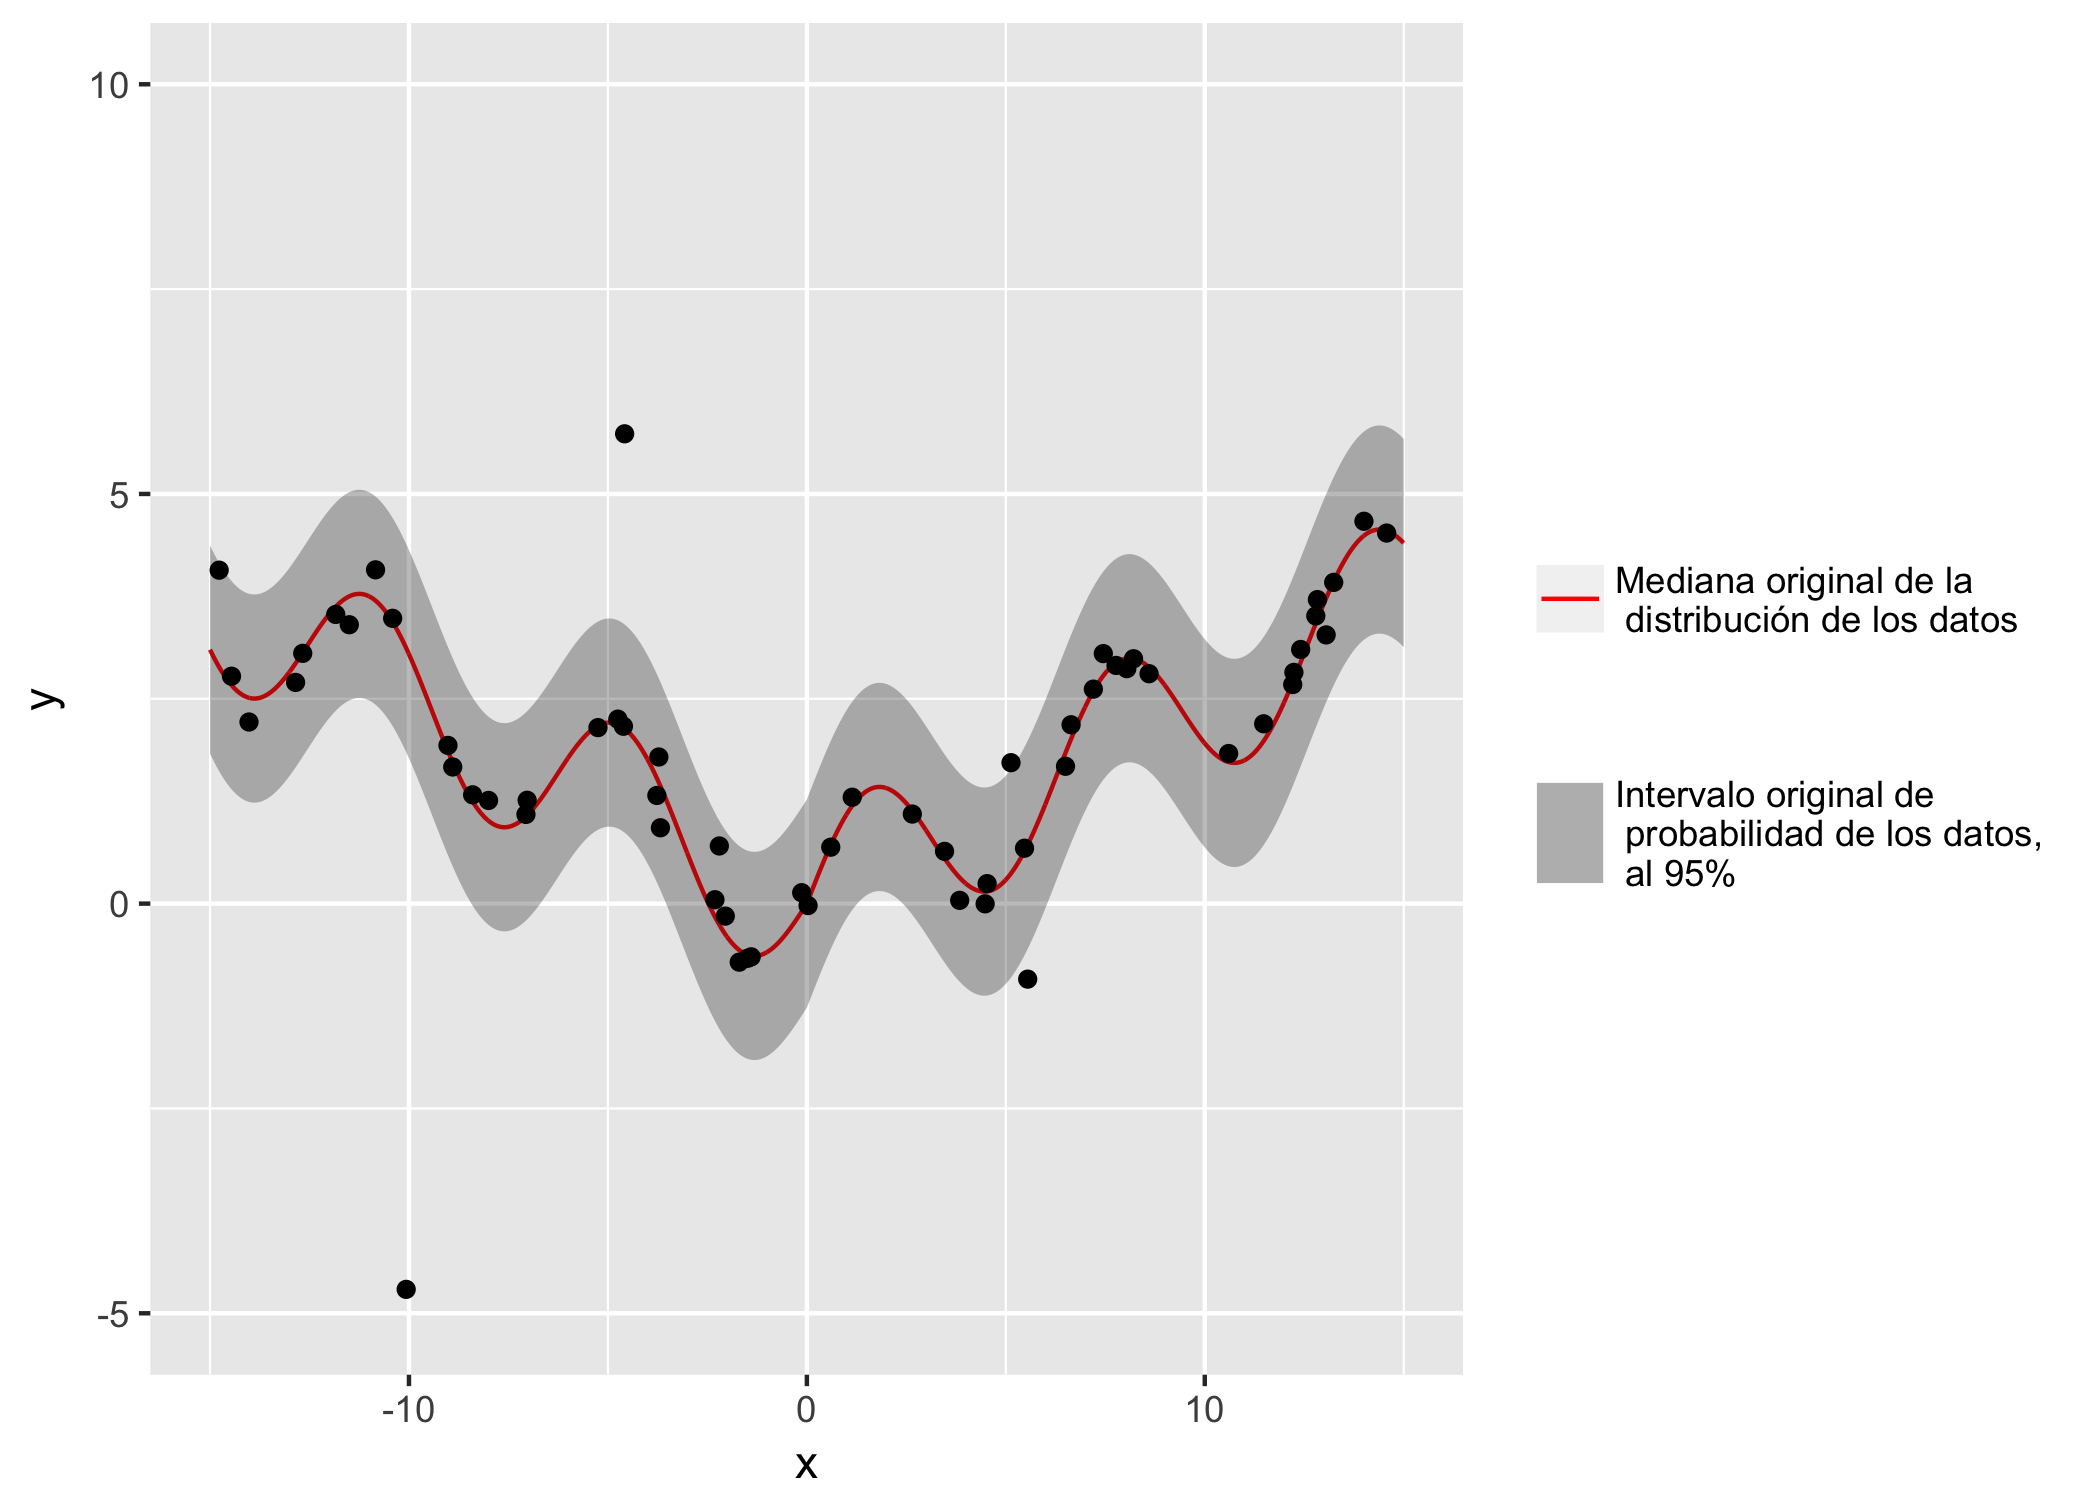 10
5
0
-5
y
-10
0
10
x
Mediana original de la
distribución de los datos
Intervalo original de
probabilidad de los datos,
al 95%